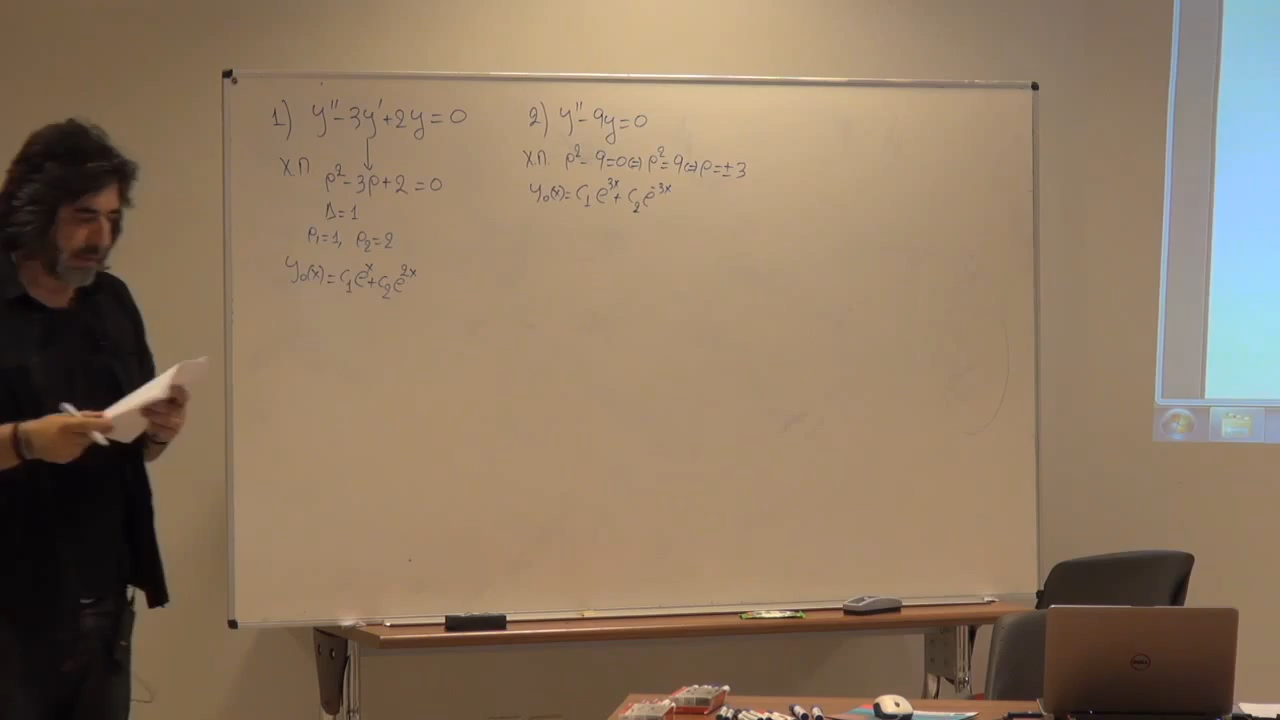 1) y''-3y'+2y=0
Χ.Π ρ²-3ρ+2=0
Δ=1
ρ₁=1, ρ₂=2
y₀(x)=c₁eˣ+c₂e²ˣ
2) y''-9y=0
Χ.Π. ρ²-9=0⇔ρ²=9⇔ρ=±3
y₀(x)=c₁e³ˣ+c₂e⁻³ˣ
DELL